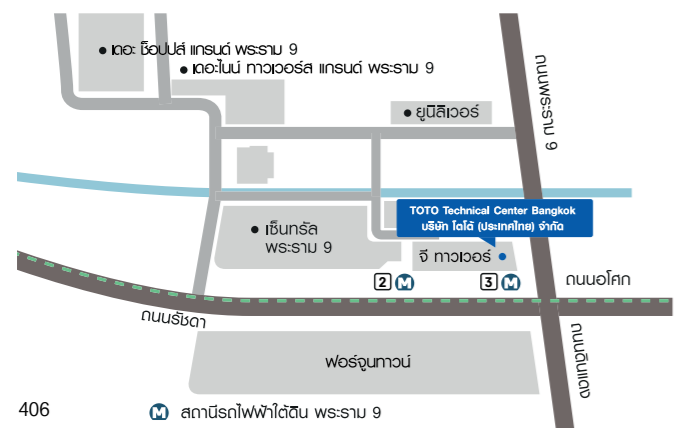 เดอะ ช็อปปส์ แกรนด์ พระราม 9
เดอะไนน์ ทาวเวอร์ส แกรนด์ พระราม 9
ยูนิลิเวอร์
ถนนพระราม 9
TOTO Technical Center Bangkok
บริษัท โตโต้ (ประเทศไทย) จำกัด
เซ็นทรัล
พระราม 9
จี ทาวเวอร์
2 M
3 M
ถนนอโศก
ถนนรัชดา
ถนนดินแดง
ฟอร์จูนทาวน์
406
M สถานีรถไฟฟ้าใต้ดิน พระราม 9